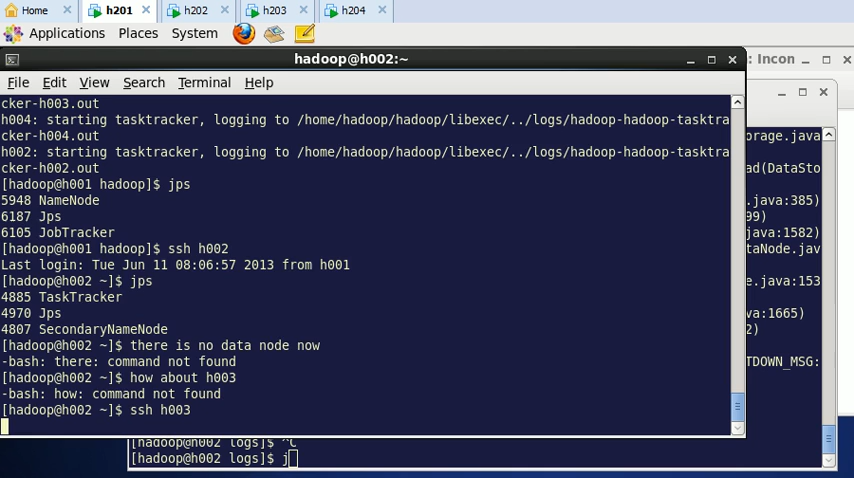 Home
h201
h202
h203
h204
Applications Places System
hadoop@h002:~
: Incon
File Edit View Search Terminal Help
cker-h003.out
h004: starting tasktracker, logging to /home/hadoop/hadoop/libexec/../logs/hadoop-hadoop-tasktra
cker-h004.out
h002: starting tasktracker, logging to /home/hadoop/hadoop/libexec/../logs/hadoop-hadoop-tasktra
cker-h002.out
[hadoop@h001 hadoop]$ jps
5948 NameNode
6187 Jps
6105 JobTracker
[hadoop@h001 hadoop]$ ssh h002
Last login: Tue Jun 11 08:06:57 2013 from h001
[hadoop@h002 ~]$ jps
4885 TaskTracker
4970 Jps
4807 SecondaryNameNode
[hadoop@h002 ~]$ there is no data node now
-bash: there: command not found
[hadoop@h002 ~]$ how about h003
-bash: how: command not found
[hadoop@h002 ~]$ ssh h003
orage.java
ad(DataSto
.java:385)
99)
java:1582)
taNode.jav
e.java:153
va:1665)
2)
TDOWN_MSG:
[hadoop@h002 logs]$ ^C
[hadoop@h002 logs]$ j